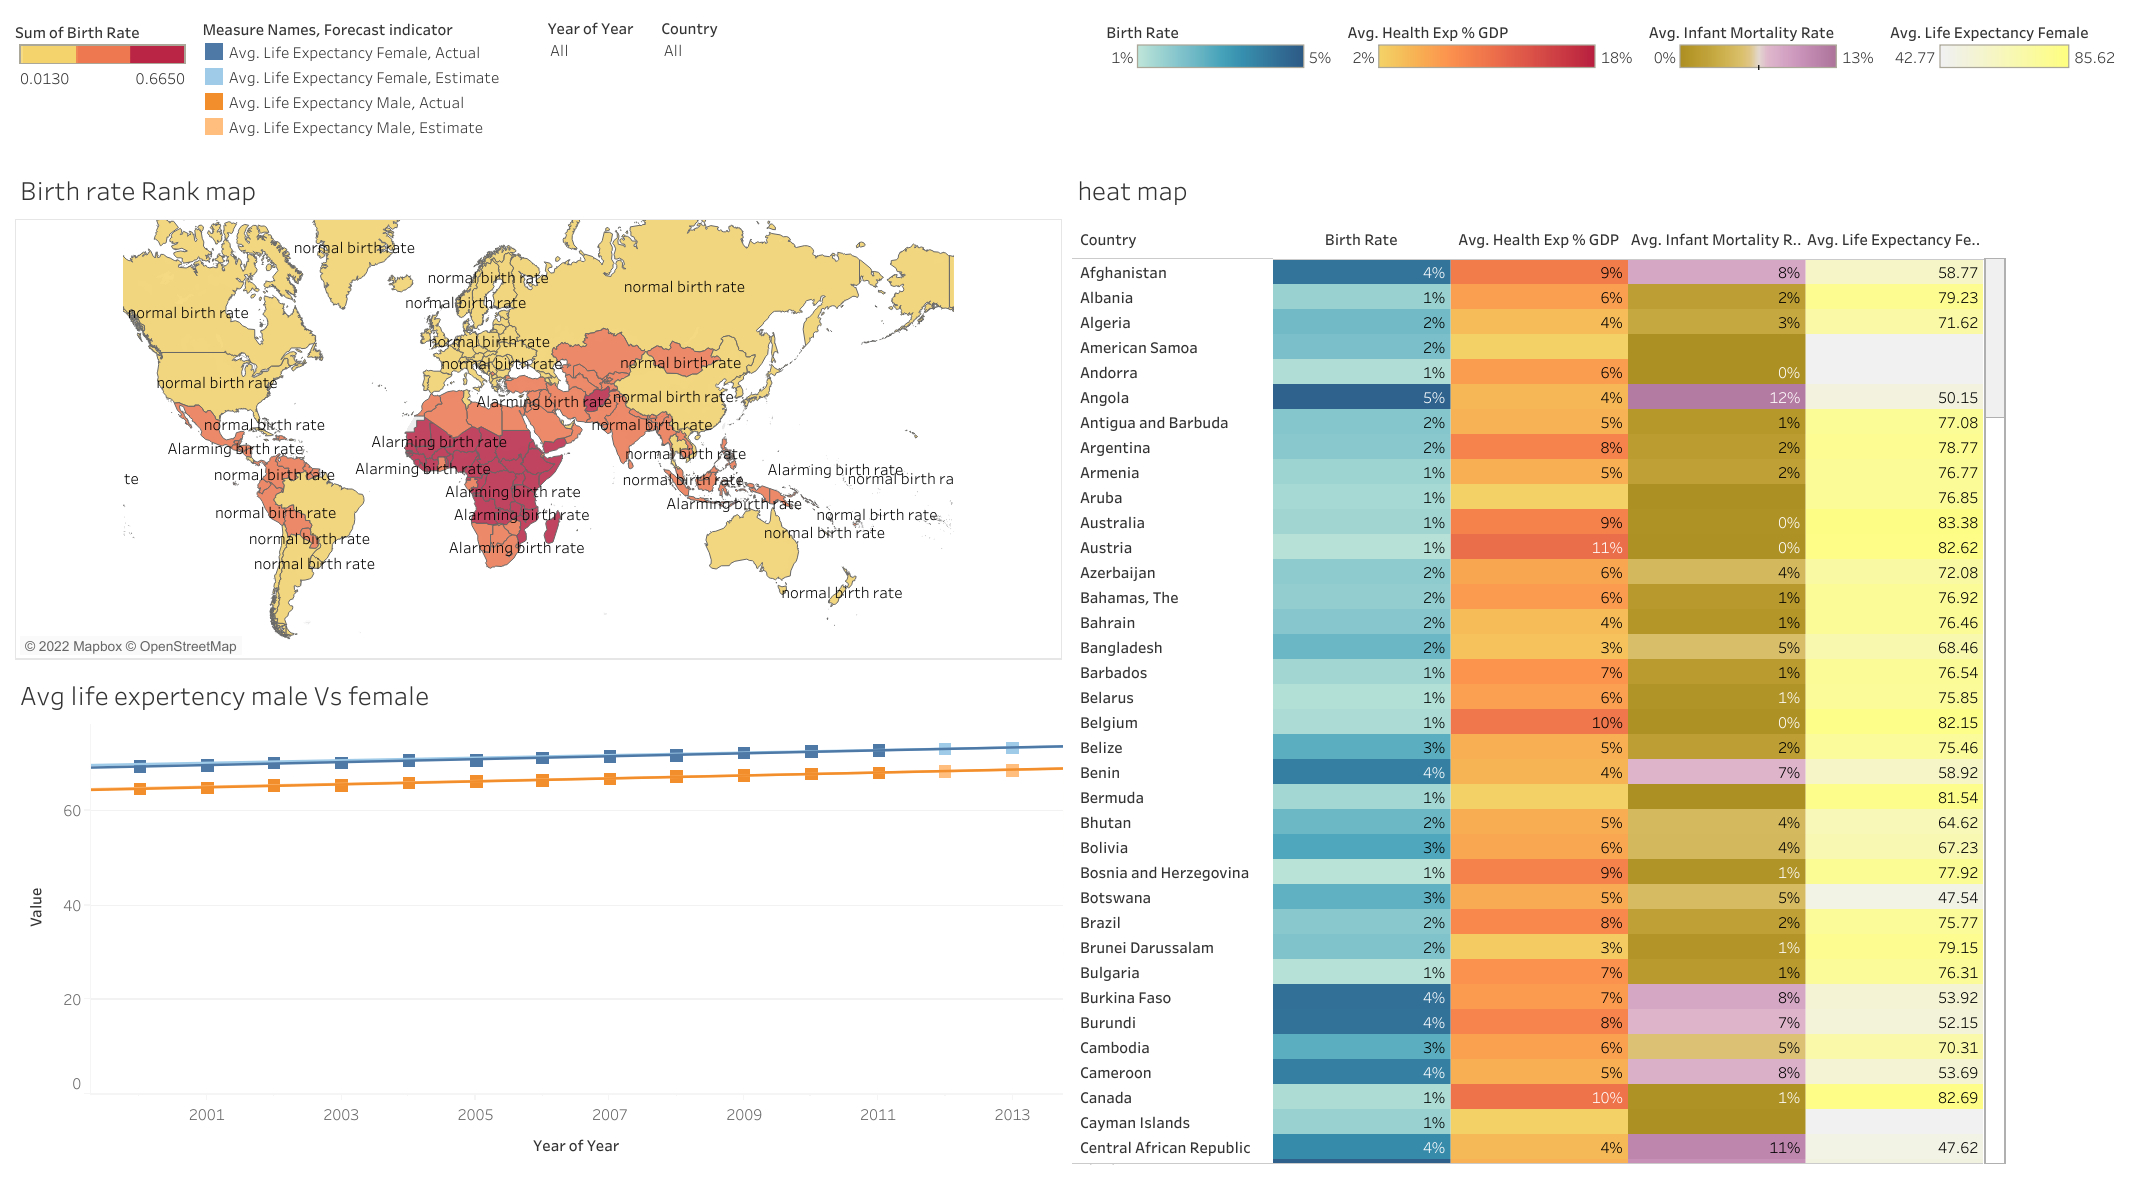 Sum of Birth Rate
0.0130 0.6650
Measure Names, Forecast indicator
Avg. Life Expectancy Female, Actual
Avg. Life Expectancy Female, Estimate
Avg. Life Expectancy Male, Actual
Avg. Life Expectancy Male, Estimate
Year of Year
All
Country
All
Birth Rate
1% 5%
Avg. Health Exp % GDP
2% 18%
Avg. Infant Mortality Rate
0% 13%
Avg. Life Expectancy Female
42.77 85.62
Birth rate Rank map
normal birth rate
normal birth rate
normal birth rate
normal birth rate
normal birth rate
normal birth rate
normal birth rate
normal birth rate
normal birth rate
normal birth rate
Alarming birth rate
normal birth rate
normal birth rate
normal birth rate
Alarming birth rate
Alarming birth rate
normal birth rate
Alarming birth rate
Alarming birth rate
normal birth rate
te
normal birth rate
normal birth ra
Alarming birth rate
Alarming birth rate
normal birth rate
Alarming birth rate
normal birth rate
normal birth rate
normal birth rate
Alarming birth rate
normal birth rate
normal birth rate
© 2022 Mapbox © OpenStreetMap
Avg life expertency male Vs female
Value
60
40
20
0
2001 2003 2005 2007 2009 2011 2013
Year of Year
heat map
Country Birth Rate Avg. Health Exp % GDP Avg. Infant Mortality R.. Avg. Life Expectancy Fe..
Afghanistan 4% 9% 8% 58.77
Albania 1% 6% 2% 79.23
Algeria 2% 4% 3% 71.62
American Samoa 2%
Andorra 1% 6% 0%
Angola 5% 4% 12% 50.15
Antigua and Barbuda 2% 5% 1% 77.08
Argentina 2% 8% 2% 78.77
Armenia 1% 5% 2% 76.77
Aruba 1% 76.85
Australia 1% 9% 0% 83.38
Austria 1% 11% 0% 82.62
Azerbaijan 2% 6% 4% 72.08
Bahamas, The 2% 6% 1% 76.92
Bahrain 2% 4% 1% 76.46
Bangladesh 2% 3% 5% 68.46
Barbados 1% 7% 1% 76.54
Belarus 1% 6% 1% 75.85
Belgium 1% 10% 0% 82.15
Belize 3% 5% 2% 75.46
Benin 4% 4% 7% 58.92
Bermuda 1% 81.54
Bhutan 2% 5% 4% 64.62
Bolivia 3% 6% 4% 67.23
Bosnia and Herzegovina 1% 9% 1% 77.92
Botswana 3% 5% 5% 47.54
Brazil 2% 8% 2% 75.77
Brunei Darussalam 2% 3% 1% 79.15
Bulgaria 1% 7% 1% 76.31
Burkina Faso 4% 7% 8% 53.92
Burundi 4% 8% 7% 52.15
Cambodia 3% 6% 5% 70.31
Cameroon 4% 5% 8% 53.69
Canada 1% 10% 1% 82.69
Cayman Islands 1%
Central African Republic 4% 4% 11% 47.62